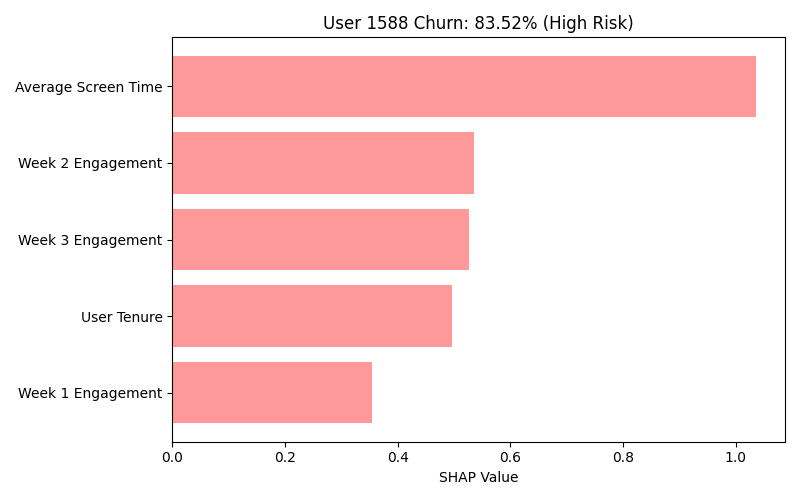 User 1588 Churn: 83.52% (High Risk)
Average Screen Time
Week 2 Engagement
Week 3 Engagement
User Tenure
Week 1 Engagement
0.0 0.2 0.4 0.6 0.8 1.0
SHAP Value